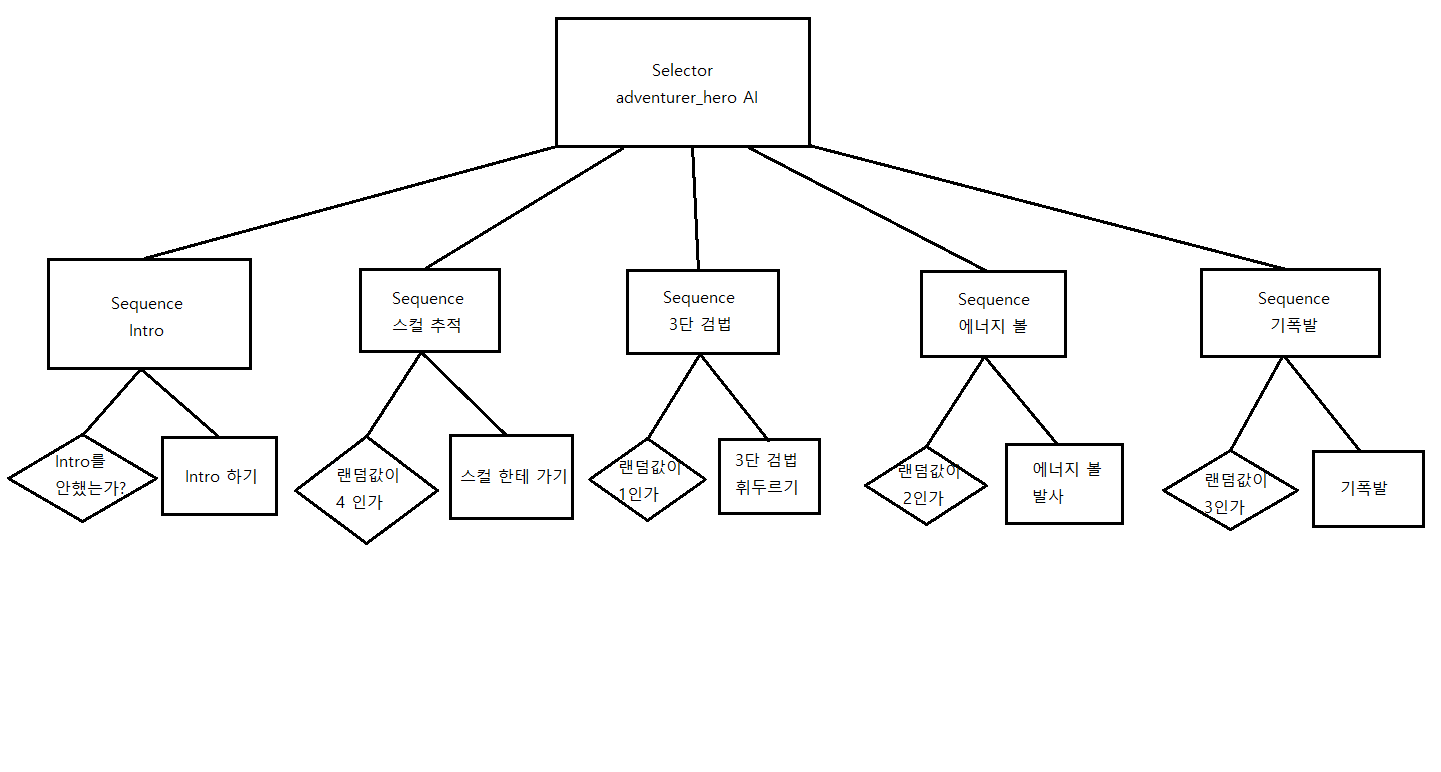 Selector
adventurer_hero AI
Sequence
Intro
Sequence
스컬 추적
Sequence
3단 검법
Sequence
에너지 볼
Sequence
기폭발
Intro를
안했는가?
Intro 하기
랜덤값이
4 인가
스컬 한테 가기
랜덤값이
1인가
3단 검법
휘두르기
랜덤값이
2인가
에너지 볼
발사
랜덤값이
3인가
기폭발